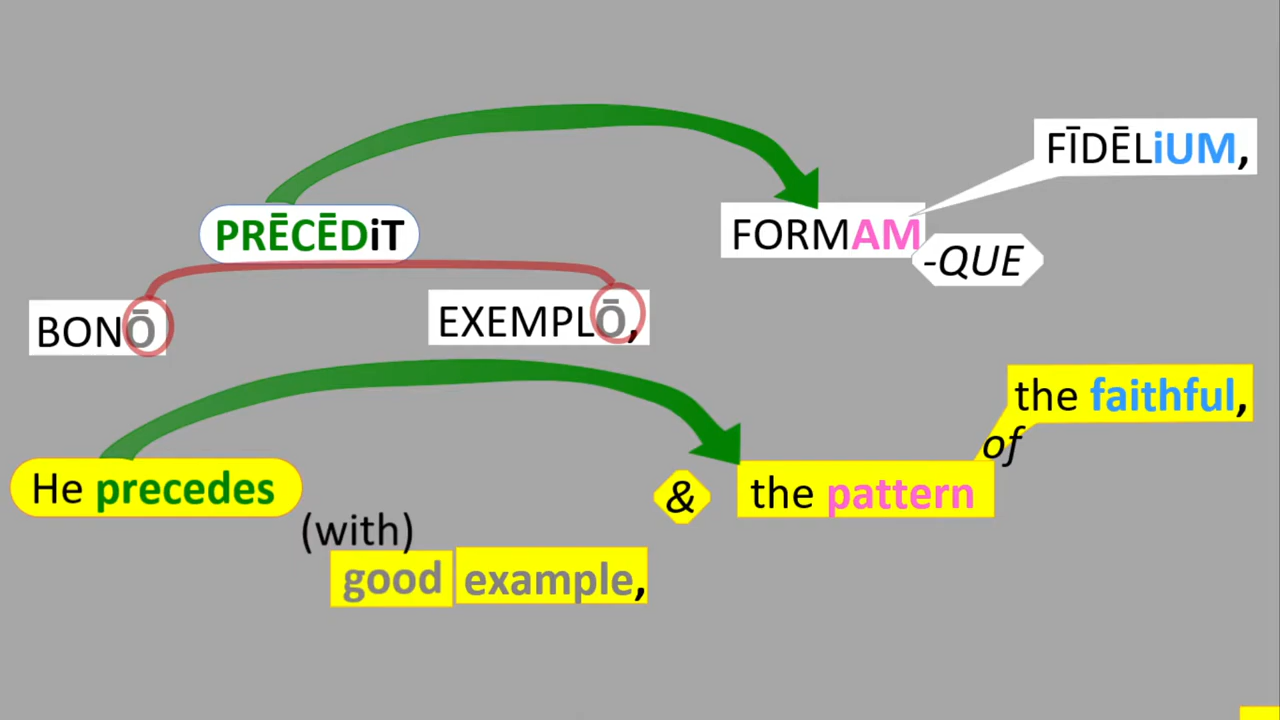 FĪDĒLiUM,
PRĒCĒDiT FORMAM
-QUE
BONŌ EXEMPLŌ,
the faithful,
of
He precedes & the pattern
(with)
good example,